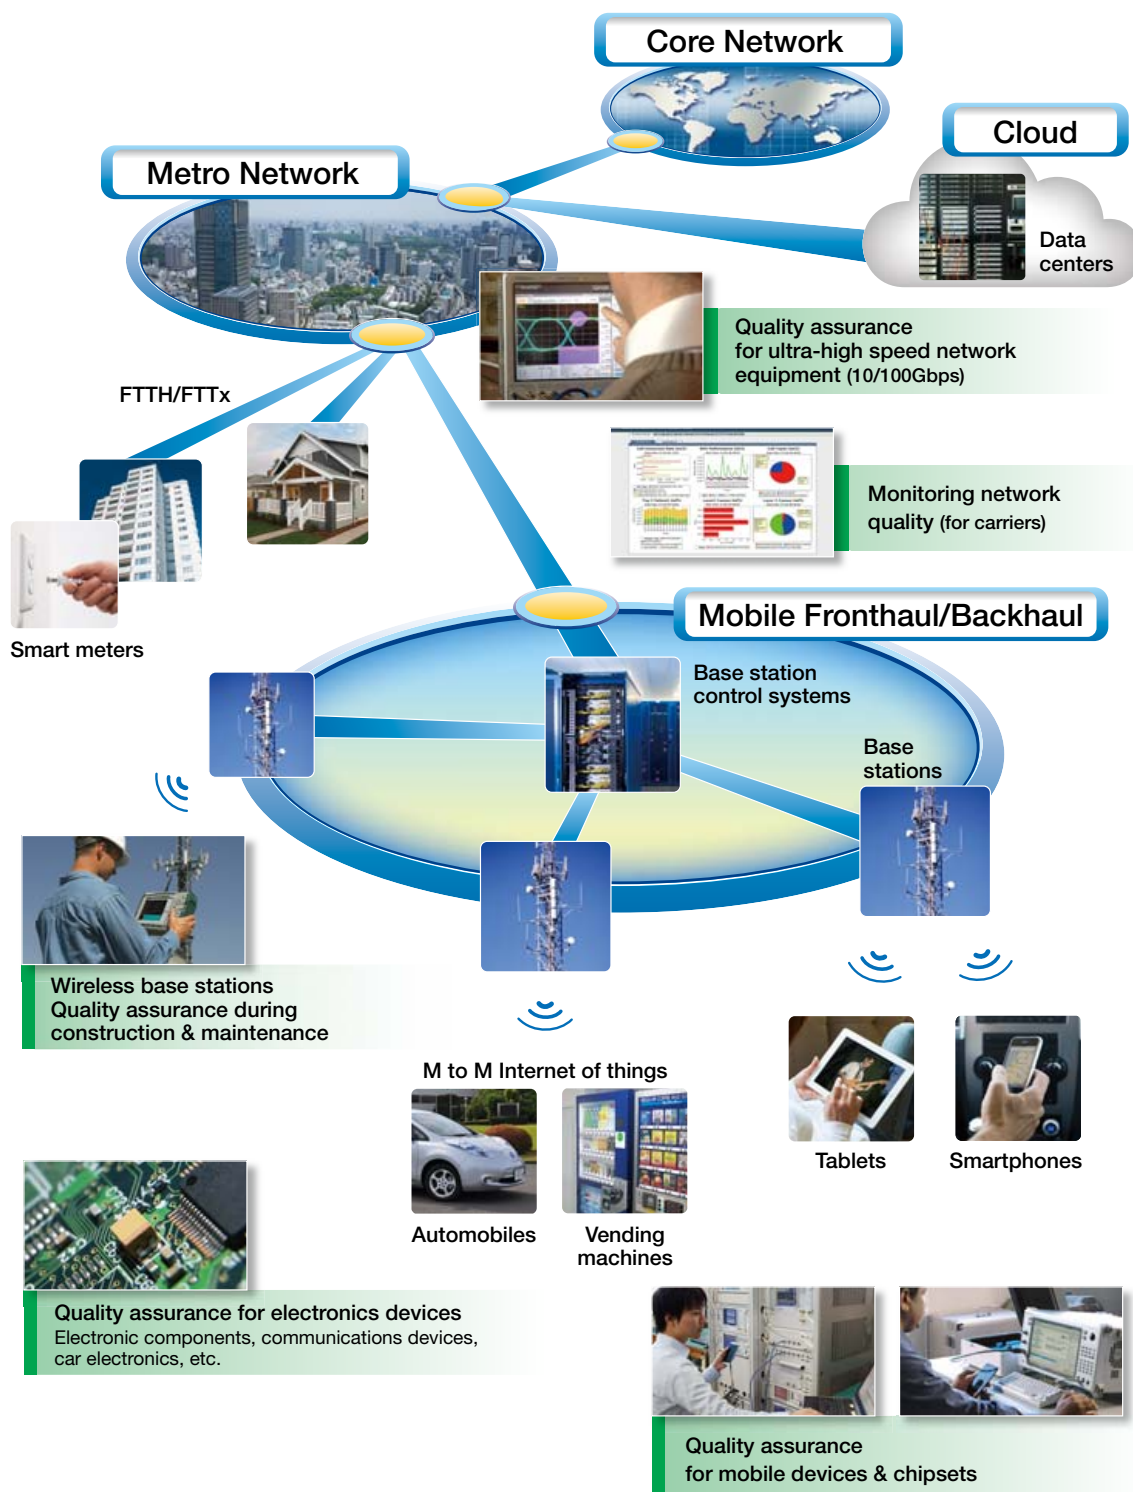 Core Network
Cloud
Metro Network
Data
centers
Quality assurance
for ultra-high speed network
equipment (10/100Gbps)
FTTH/FTTx
Monitoring network
quality (for carriers)
Mobile Fronthaul/Backhaul
Smart meters
Base station
control systems
Base
stations
Wireless base stations
Quality assurance during
construction & maintenance
M to M Internet of things
Tablets
Smartphones
Automobiles
Vending
machines
Quality assurance for electronics devices
Electronic components, communications devices,
car electronics, etc.
Quality assurance
for mobile devices & chipsets